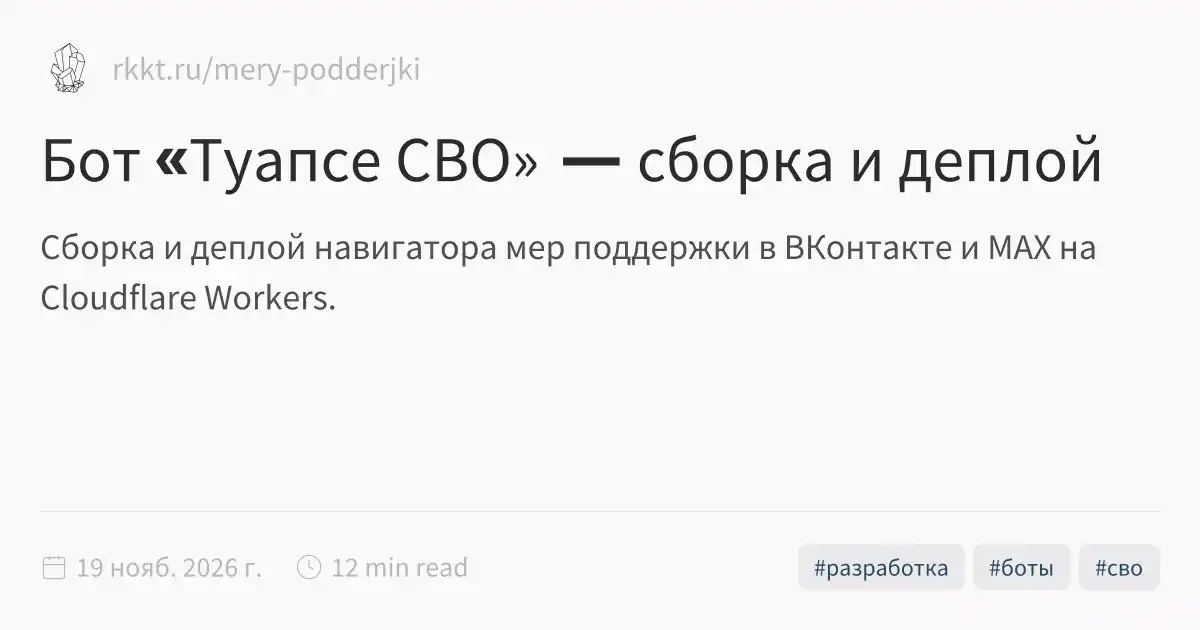 rkkt.ru/mery-podderjki
Бот «Туапсе СВО» — сборка и деплой
Сборка и деплой навигатора мер поддержки в ВКонтакте и MAX на
Cloudflare Workers.
19 нояб. 2026 г. 12 min read #разработка #боты #сво